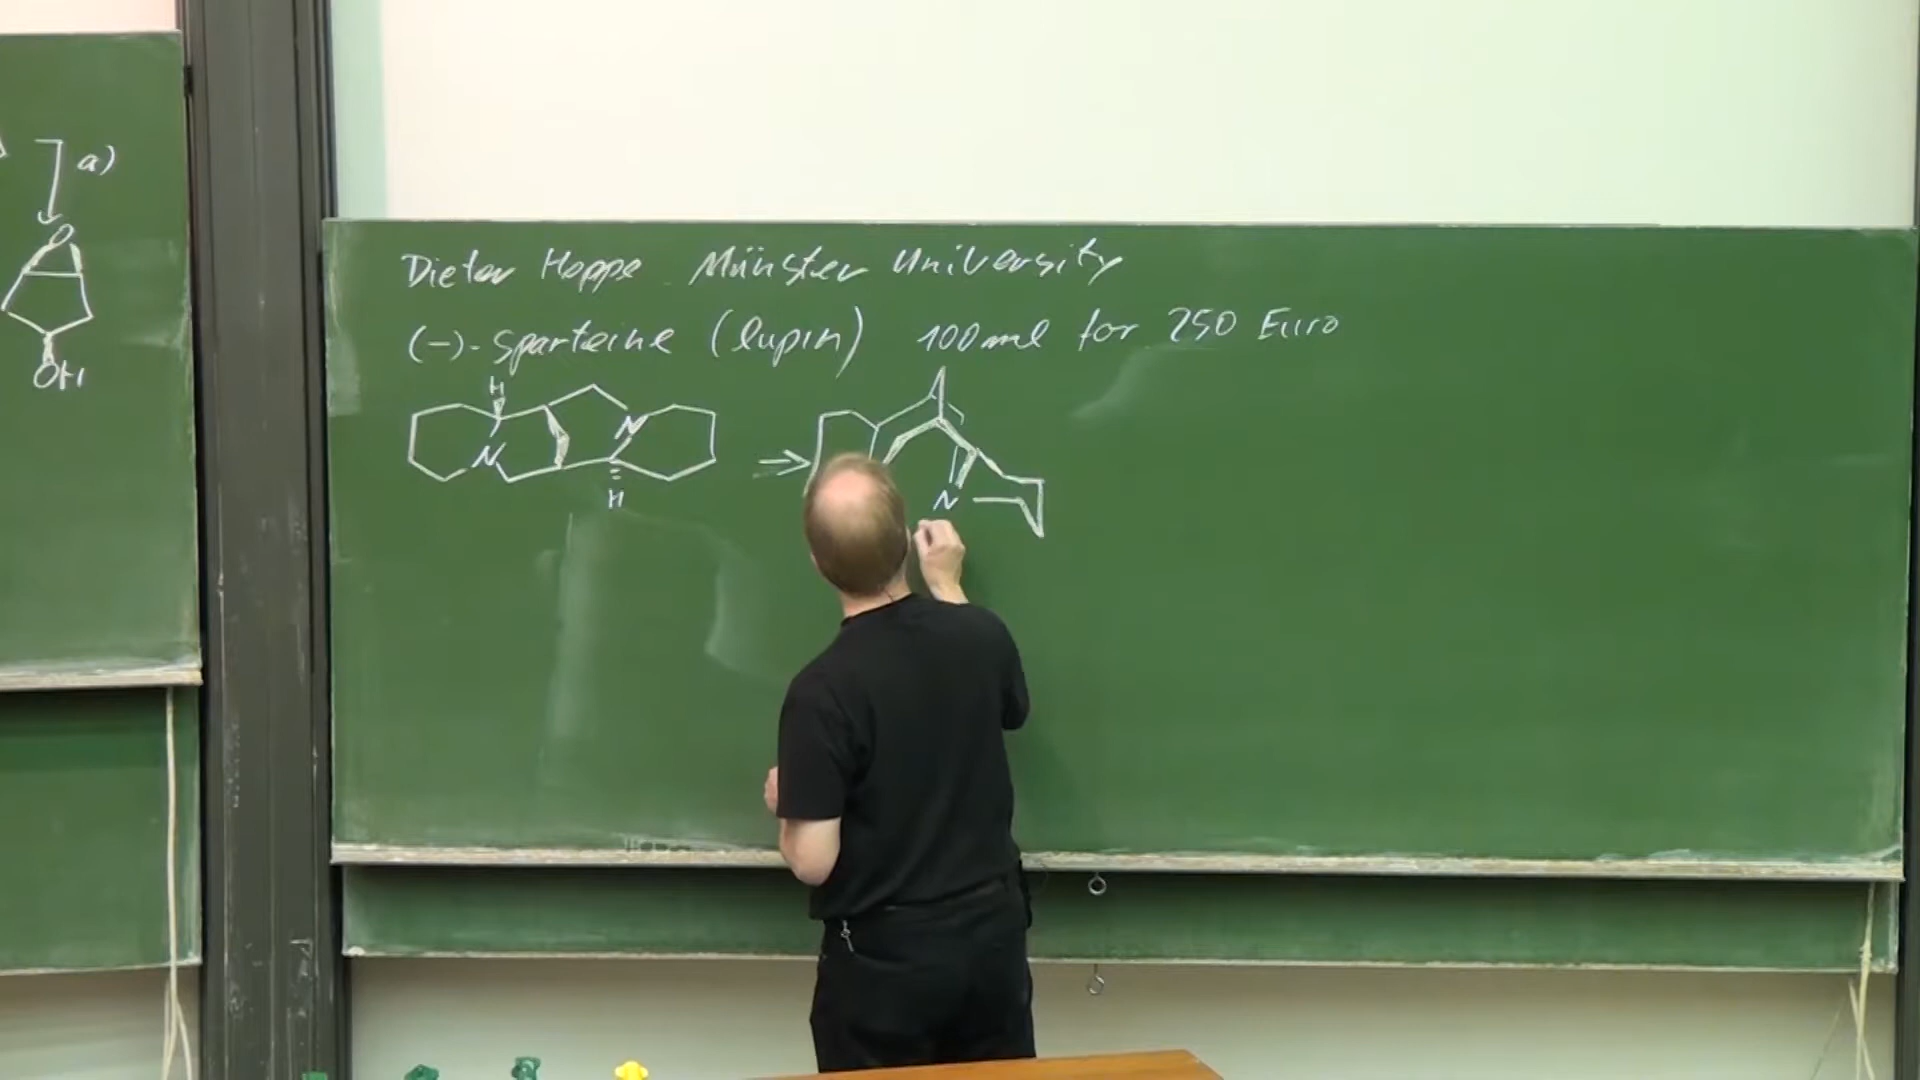 a)
O
OH
Dieter Hoppe Münster University
(-)-Sparteine (lupin) 100 ml for 250 Euro
H
N
N
H
N